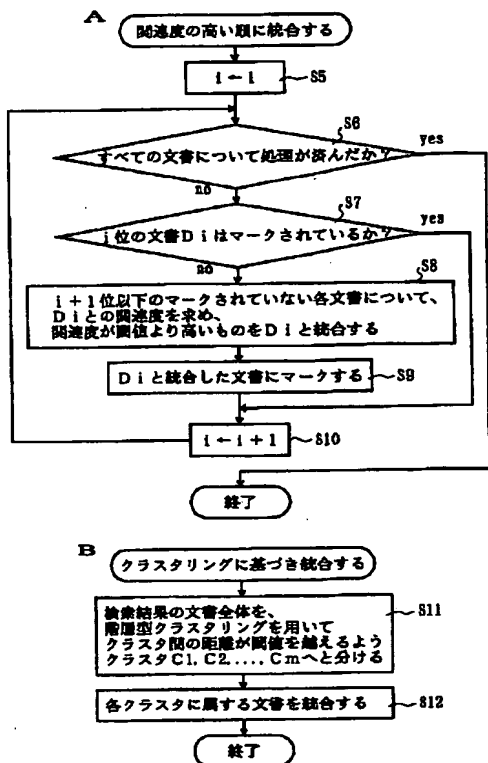 A
関連度の高い順に統合する
i ← 1
S5
S6
すべての文書について処理が済んだか?
yes
no
S7
i位の文書Diはマークされているか?
yes
no
S8
i+1位以下のマークされていない各文書について、
Diとの関連度を求め、
関連度が閾値より高いものをDiと統合する
Diと統合した文書にマークする
S9
i ← i+1
S10
終了
B
クラスタリングに基づき統合する
検索結果の文書全体を、
階層型クラスタリングを用いて
クラスタ間の距離が閾値を越えるよう
クラスタC1, C2, ..., Cmへと分ける
S11
各クラスタに属する文書を統合する
S12
終了